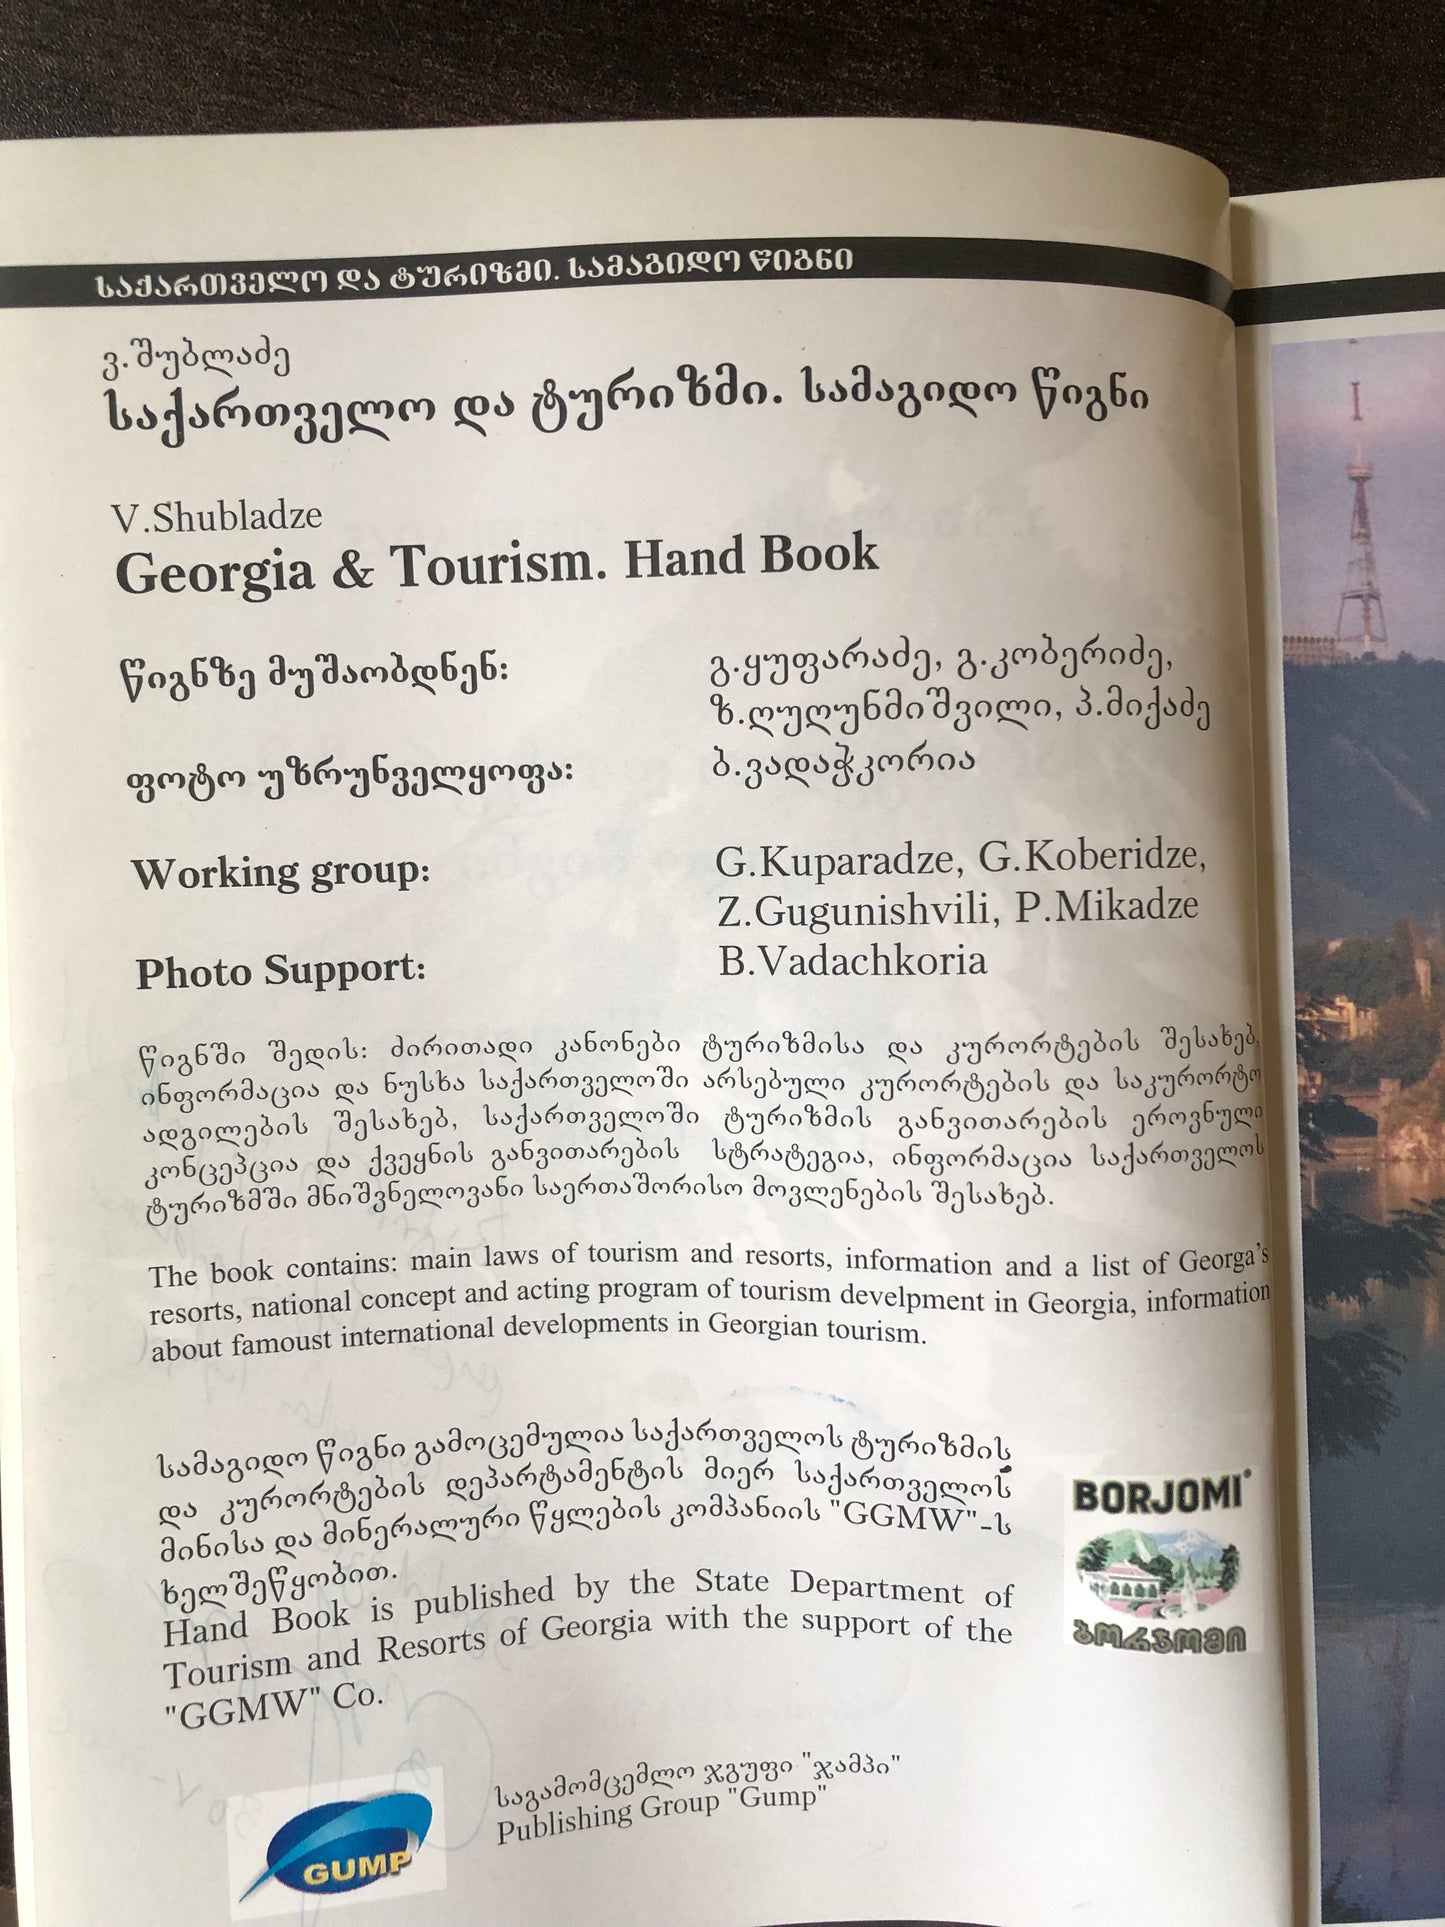 საქართველო და ტურიზმი. სამაგიდო წიგნი
ვ.შუბლაძე
საქართველო და ტურიზმი. სამაგიდო წიგნი
V.Shubladze
Georgia & Tourism. Hand Book
წიგნზე მუშაობდნენ: გ.ყუფარაძე, გ.კობერიძე,
ზ.ღუღუნმიშვილი, პ.მიქაძე
ფოტო უზრუნველყოფა: ბ.ვადაჭკორია
Working group: G.Kuparadze, G.Koberidze,
Z.Gugunishvili, P.Mikadze
Photo Support: B.Vadachkoria
წიგნში შედის: ძირითადი კანონები ტურიზმისა და კურორტების შესახებ,
ინფორმაცია და ნუსხა საქართველოში არსებული კურორტების და საკურორტო
ადგილების შესახებ, საქართველოში ტურიზმის განვითარების ეროვნული
კონცეპცია და ქვეყნის განვითარების სტრატეგია, ინფორმაცია საქართველოს
ტურიზმში მნიშვნელოვანი საერთაშორისო მოვლენების შესახებ.
The book contains: main laws of tourism and resorts, information and a list of Georga's
resorts, national concept and acting program of tourism develpment in Georgia, information
about famoust international developments in Georgian tourism.
სამაგიდო წიგნი გამოცემულია საქართველოს ტურიზმის
და კურორტების დეპარტამენტის მიერ საქართველოს
მინისა და მინერალური წყლების კომპანიის "GGMW"-ს
ხელშეწყობით.
Hand Book is published by the State Department of
Tourism and Resorts of Georgia with the support of the
"GGMW" Co.
BORJOMI
ბორჯომი
საგამომცემლო ჯგუფი "ჯამპი"
Publishing Group "Gump"
GUMP